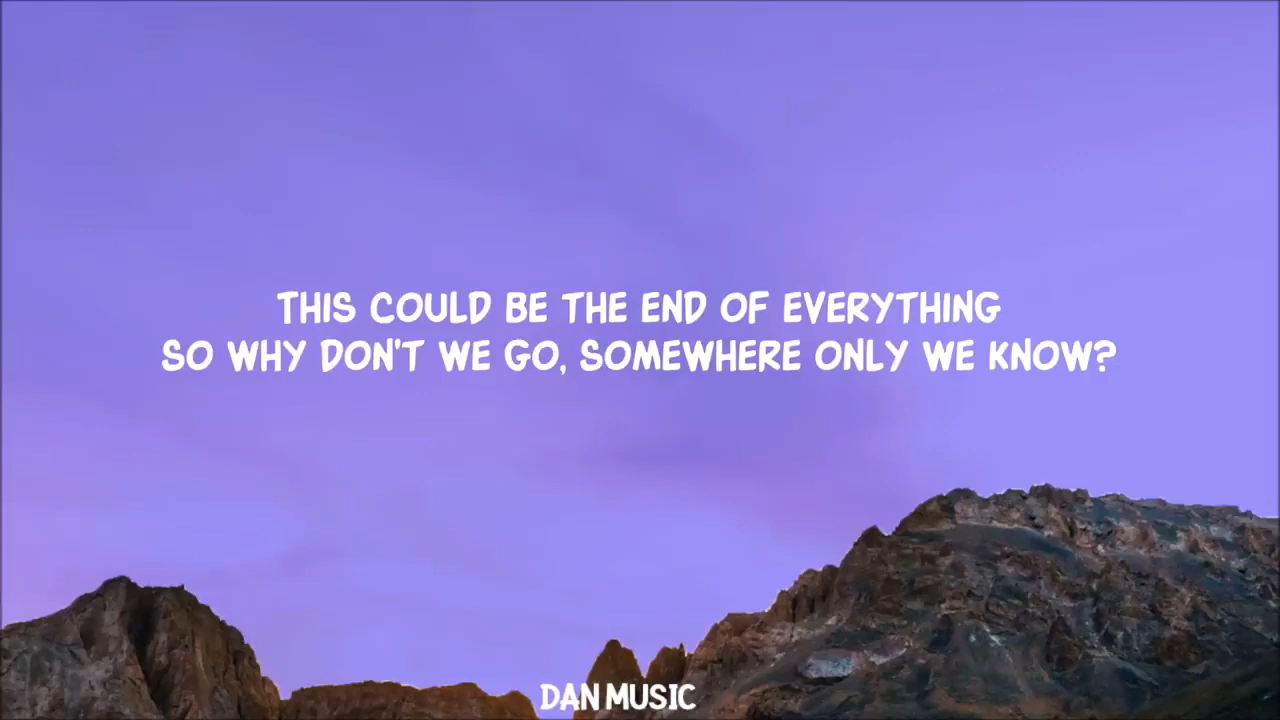 THIS COULD BE THE END OF EVERYTHING
SO WHY DON'T WE GO, SOMEWHERE ONLY WE KNOW?
DAN MUSIC